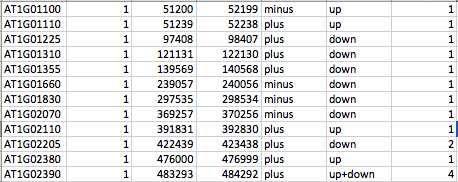 AT1G01100 1 51200 52199 minus up 1
AT1G01110 1 51239 52238 plus up 1
AT1G01225 1 97408 98407 plus down 1
AT1G01310 1 121131 122130 plus down 1
AT1G01355 1 139569 140568 plus down 1
AT1G01660 1 239057 240056 minus down 1
AT1G01830 1 297535 298534 minus down 1
AT1G02070 1 369257 370256 minus down 1
AT1G02110 1 391831 392830 plus up 1
AT1G02205 1 422439 423438 plus down 2
AT1G02380 1 476000 476999 plus up 1
AT1G02390 1 483293 484292 plus up+down 4